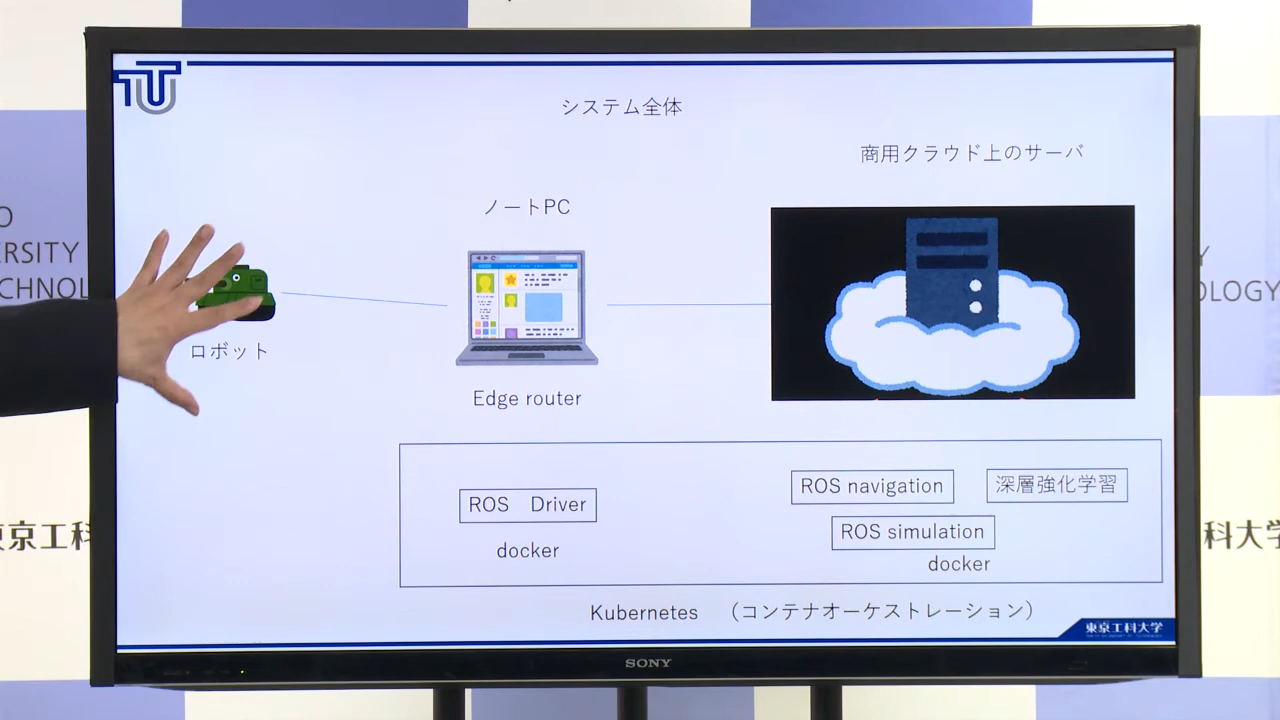 システム全体
商用クラウド上のサーバ
ノートPC
ロボット
Edge router
ROS navigation
深層強化学習
ROS Driver
ROS simulation
docker
docker
Kubernetes （コンテナオーケストレーション）
東京工科大学
SONY
O
ERSITY
CHNOL
Y
OLOGY
東京工科
科大学